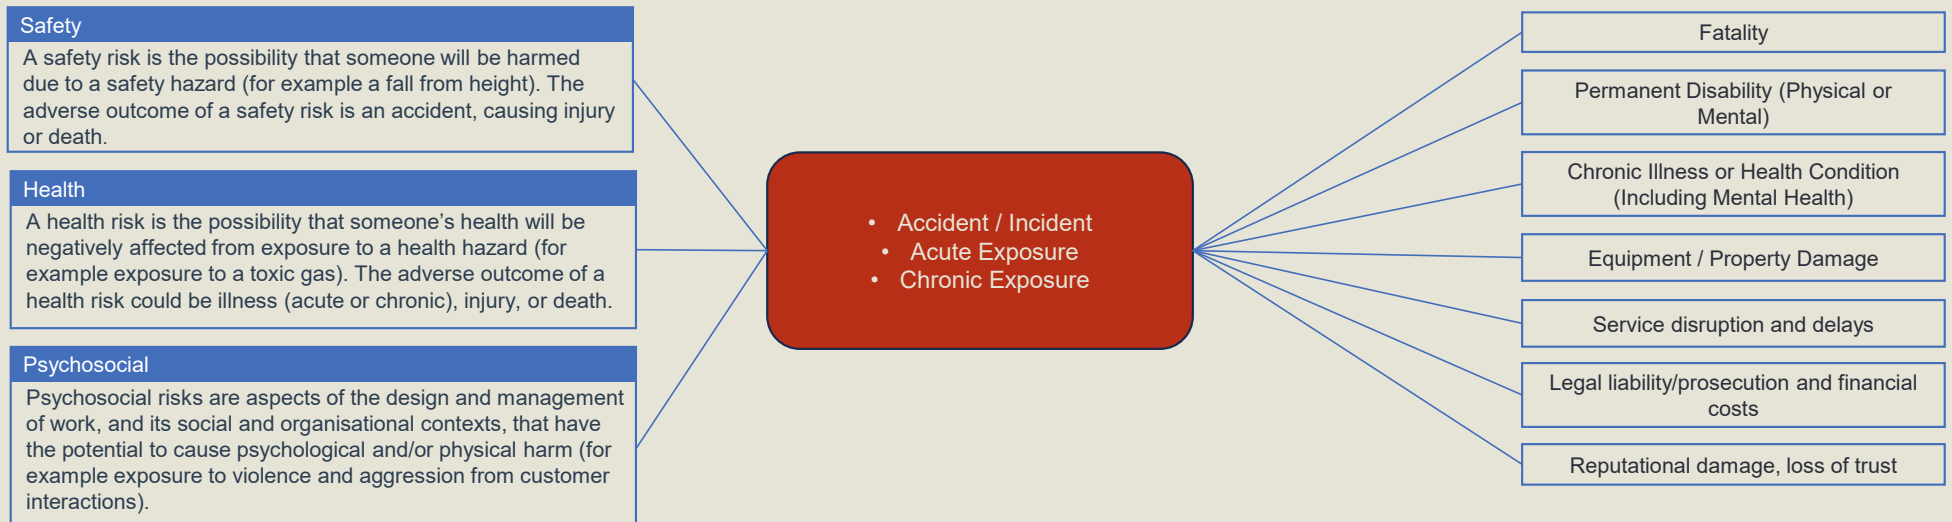 Safety
A safety risk is the possibility that someone will be harmed
due to a safety hazard (for example a fall from height). The
adverse outcome of a safety risk is an accident, causing injury
or death.
Health
A health risk is the possibility that someone’s health will be
negatively affected from exposure to a health hazard (for
example exposure to a toxic gas). The adverse outcome of a
health risk could be illness (acute or chronic), injury, or death.
Psychosocial
Psychosocial risks are aspects of the design and management
of work, and its social and organisational contexts, that have
the potential to cause psychological and/or physical harm (for
example exposure to violence and aggression from customer
interactions).
• Accident / Incident
• Acute Exposure
• Chronic Exposure
Fatality
Permanent Disability (Physical or
Mental)
Chronic Illness or Health Condition
(Including Mental Health)
Equipment / Property Damage
Service disruption and delays
Legal liability/prosecution and financial
costs
Reputational damage, loss of trust